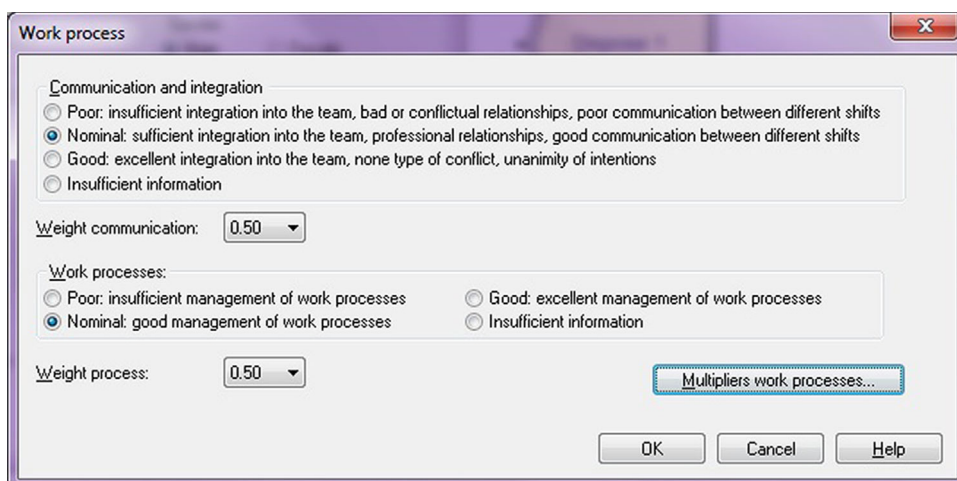 Work process
Communication and integration
Poor: insufficient integration into the team, bad or conflictual relationships, poor communication between different shifts
Nominal: sufficient integration into the team, professional relationships, good communication between different shifts
Good: excellent integration into the team, none type of conflict, unanimity of intentions
Insufficient information
Weight communication: 0.50
Work processes:
Poor: insufficient management of work processes Good: excellent management of work processes
Nominal: good management of work processes Insufficient information
Weight process: 0.50
Multipliers work processes...
OK Cancel Help